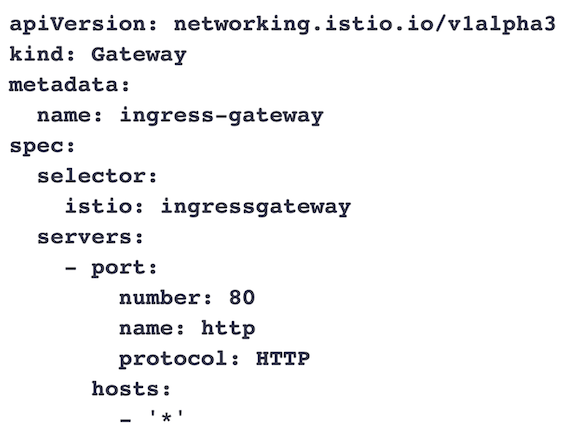 apiVersion: networking.istio.io/v1alpha3
kind: Gateway
metadata:
  name: ingress-gateway
spec:
  selector:
    istio: ingressgateway
  servers:
    - port:
        number: 80
        name: http
        protocol: HTTP
      hosts:
        - '*'